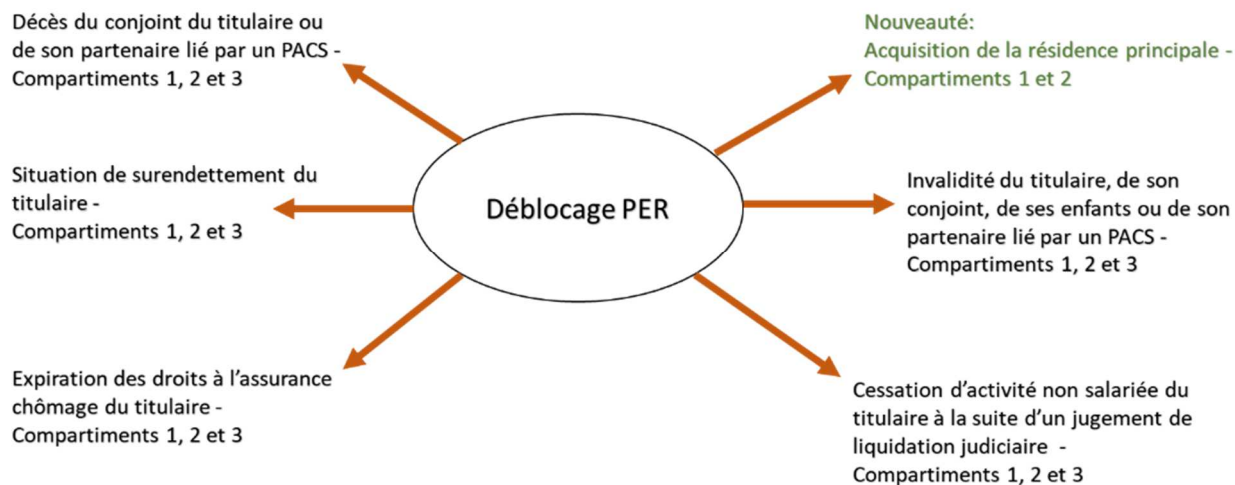 Décès du conjoint du titulaire ou
de son partenaire lié par un PACS -
Compartiments 1, 2 et 3
Nouveauté:
Acquisition de la résidence principale -
Compartiments 1 et 2
Situation de surendettement du
titulaire -
Compartiments 1, 2 et 3
Déblocage PER
Invalidité du titulaire, de son
conjoint, de ses enfants ou de son
partenaire lié par un PACS -
Compartiments 1, 2 et 3
Expiration des droits à l’assurance
chômage du titulaire -
Compartiments 1, 2 et 3
Cessation d’activité non salariée du
titulaire à la suite d’un jugement de
liquidation judiciaire -
Compartiments 1, 2 et 3